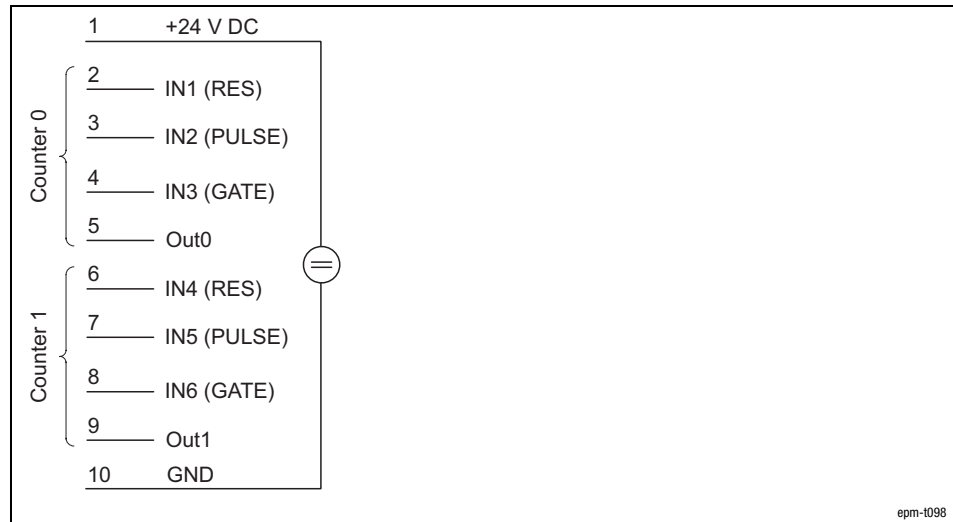 1 +24 V DC
Counter 0
2 IN1 (RES)
3 IN2 (PULSE)
4 IN3 (GATE)
5 Out0
Counter 1
6 IN4 (RES)
7 IN5 (PULSE)
8 IN6 (GATE)
9 Out1
10 GND
epm-t098